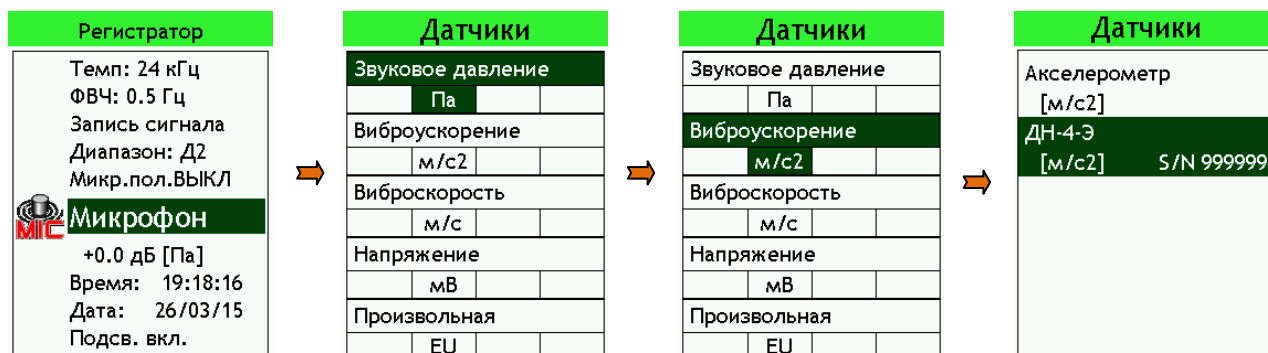 Регистратор
Темп: 24 кГц
ФВЧ: 0.5 Гц
Запись сигнала
Диапазон: Д2
Микр.пол.ВЫКЛ
MIC
Микрофон
+0.0 дБ [Па]
Время: 19:18:16
Дата: 26/03/15
Подсв. вкл.
Датчики
Звуковое давление
Па
Виброускорение
м/с2
Виброскорость
м/с
Напряжение
мВ
Произвольная
EU
Датчики
Звуковое давление
Па
Виброускорение
м/с2
Виброскорость
м/с
Напряжение
мВ
Произвольная
EU
Датчики
Акселерометр
[м/с2]
ДН-4-Э
[м/с2] S/N 999999